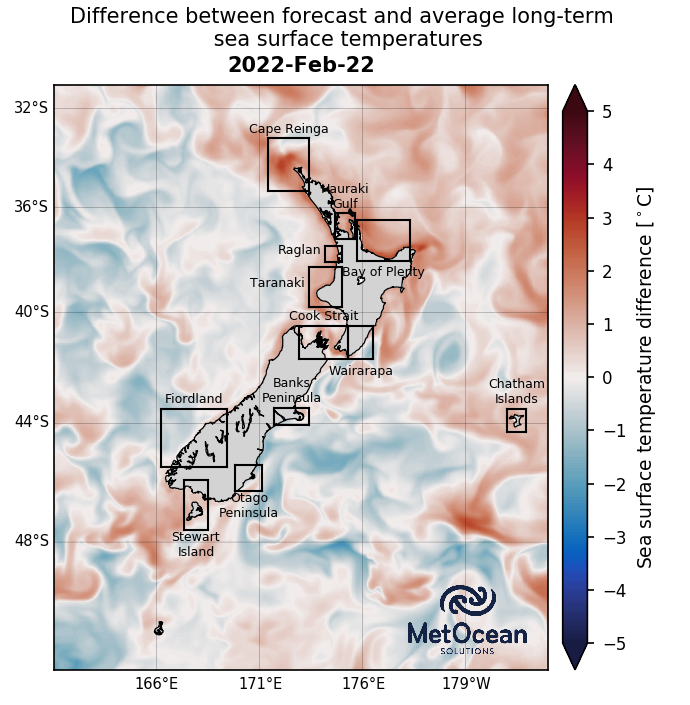 Difference between forecast and average long-term
sea surface temperatures
2022-Feb-22
32°S
36°S
40°S
44°S
48°S
166°E
171°E
176°E
179°W
Cape Reinga
Hauraki
Gulf
Raglan
Bay of Plenty
Taranaki
Cook Strait
Wairarapa
Banks
Peninsula
Fiordland
Chatham
Islands
Otago
Peninsula
Stewart
Island
MetOcean
SOLUTIONS
5
4
3
2
1
0
−1
−2
−3
−4
−5
Sea surface temperature difference [°C]